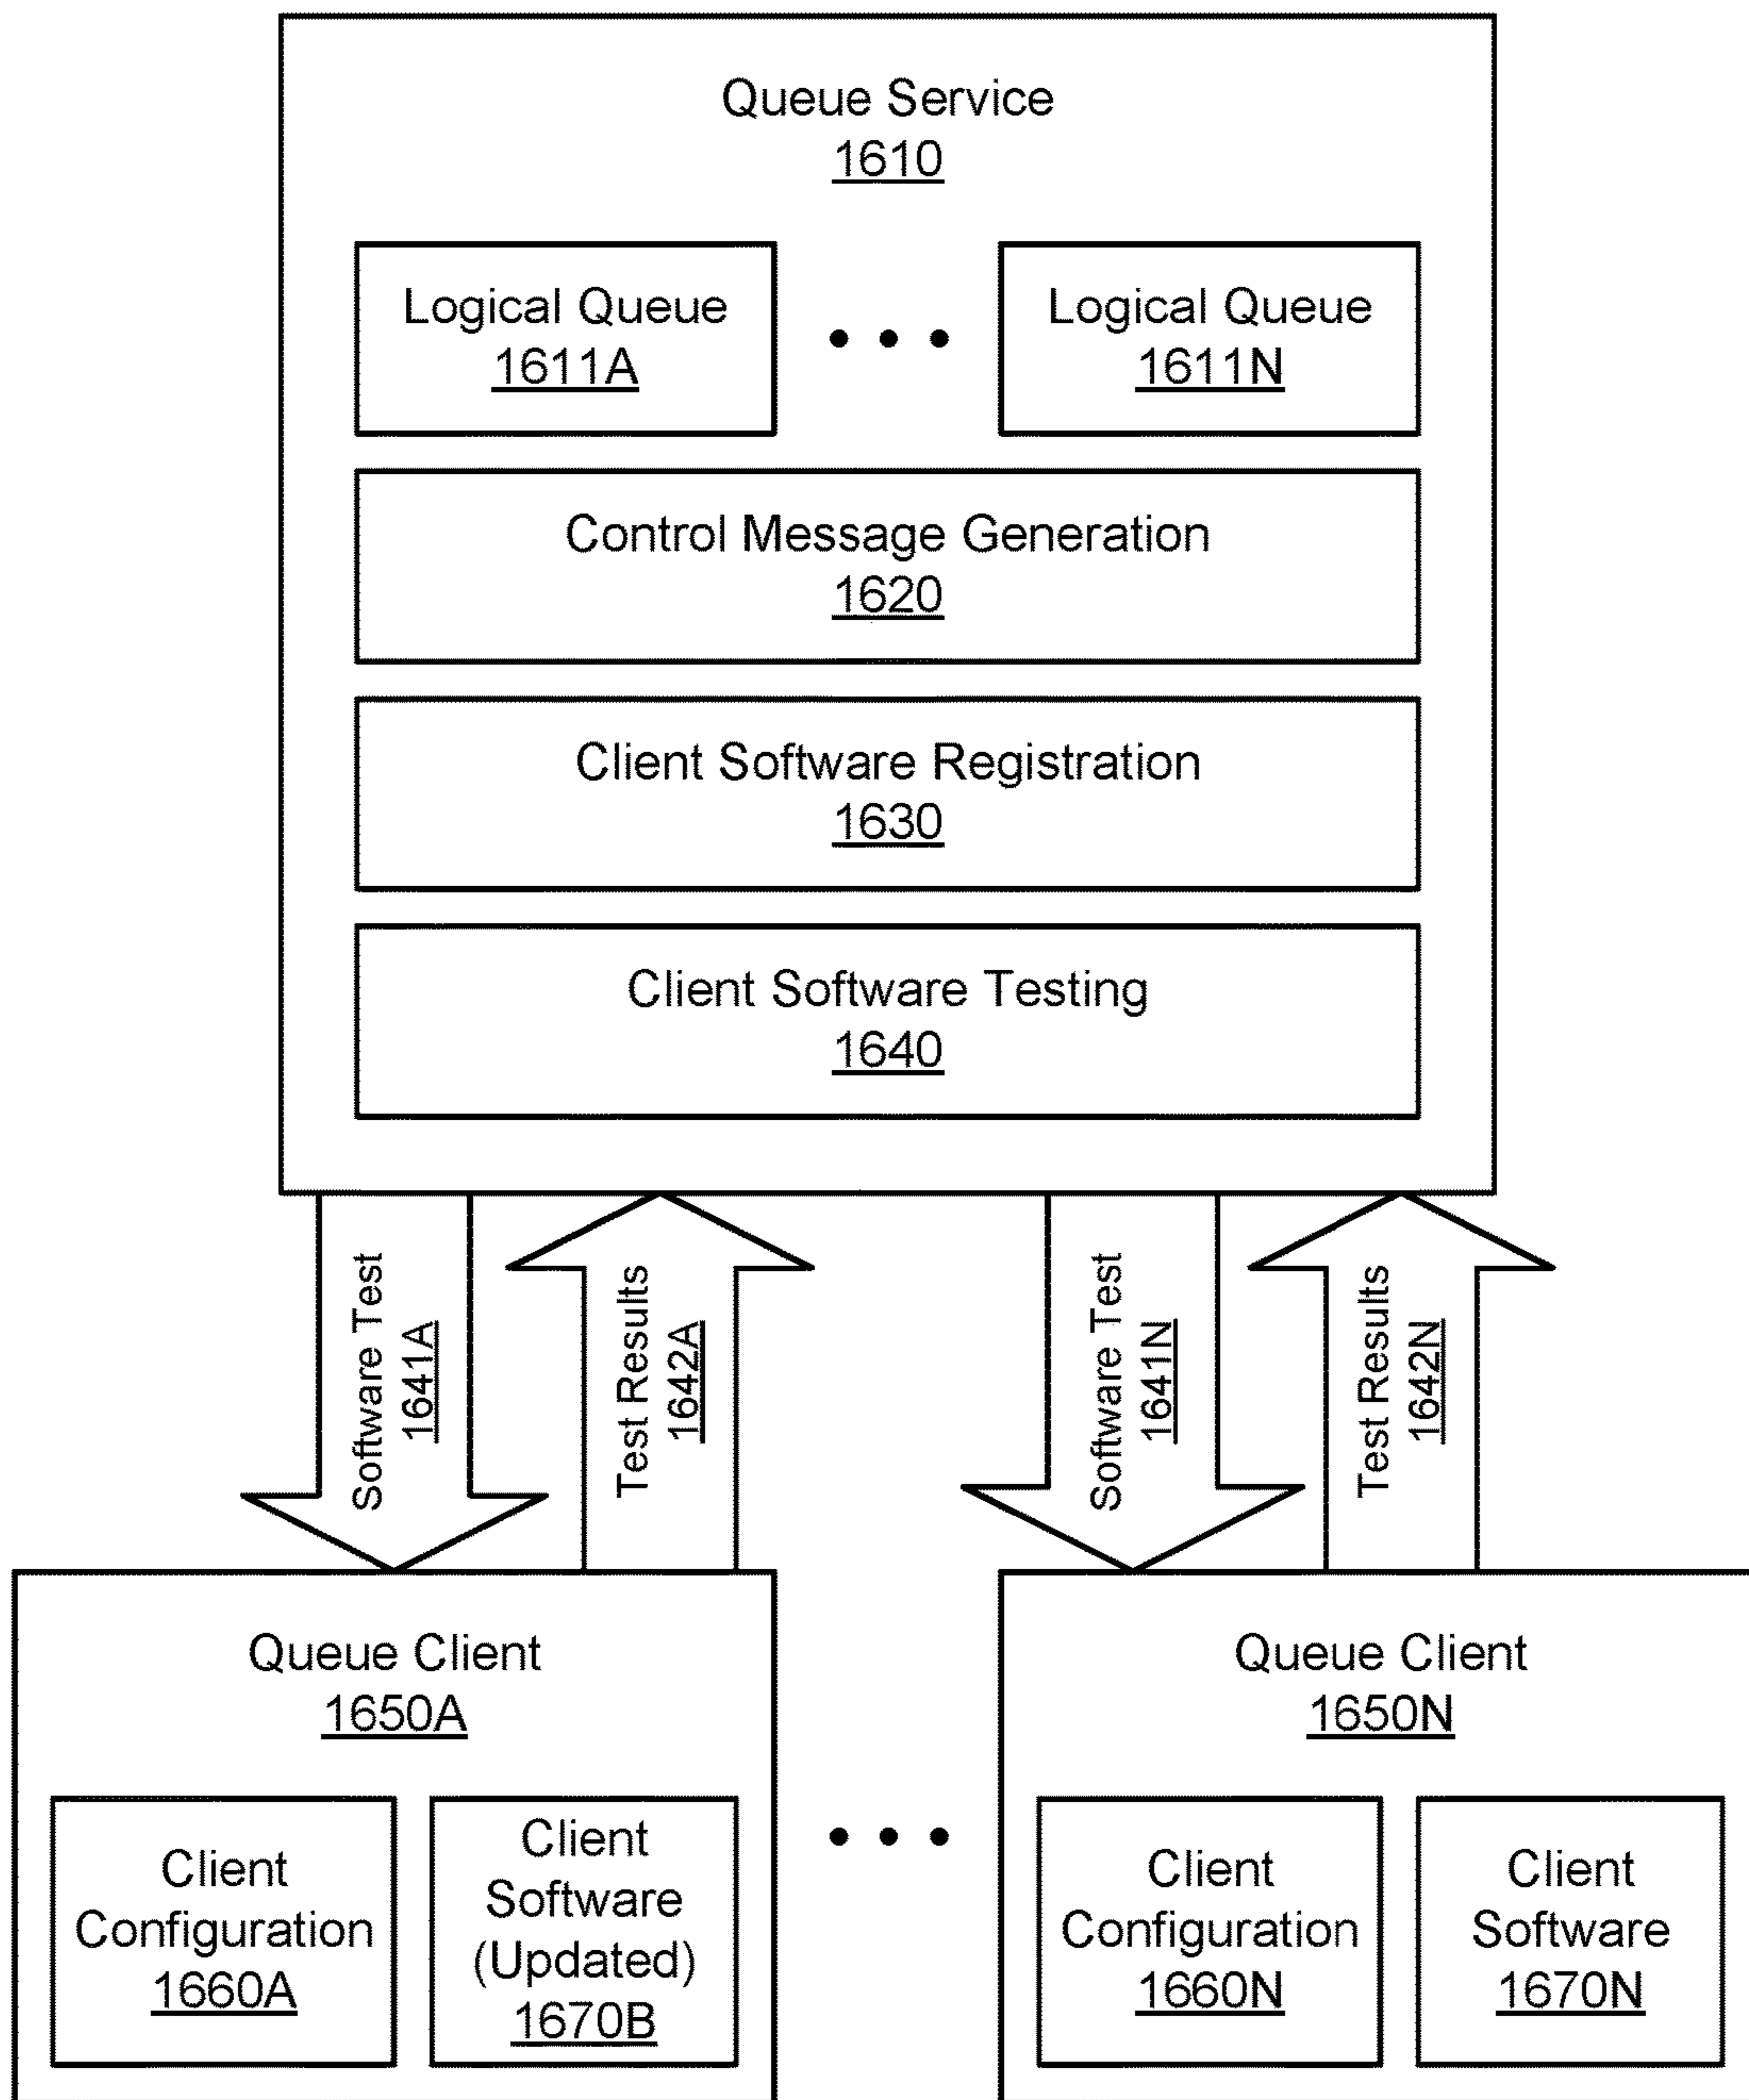 Queue Service
1610
Logical Queue
1611A
Logical Queue
1611N
Control Message Generation
1620
Client Software Registration
1630
Client Software Testing
1640
Software Test
1641A
Test Results
1642A
Software Test
1641N
Test Results
1642N
Queue Client
1650A
Client
Configuration
1660A
Client
Software
(Updated)
1670B
Queue Client
1650N
Client
Configuration
1660N
Client
Software
1670N